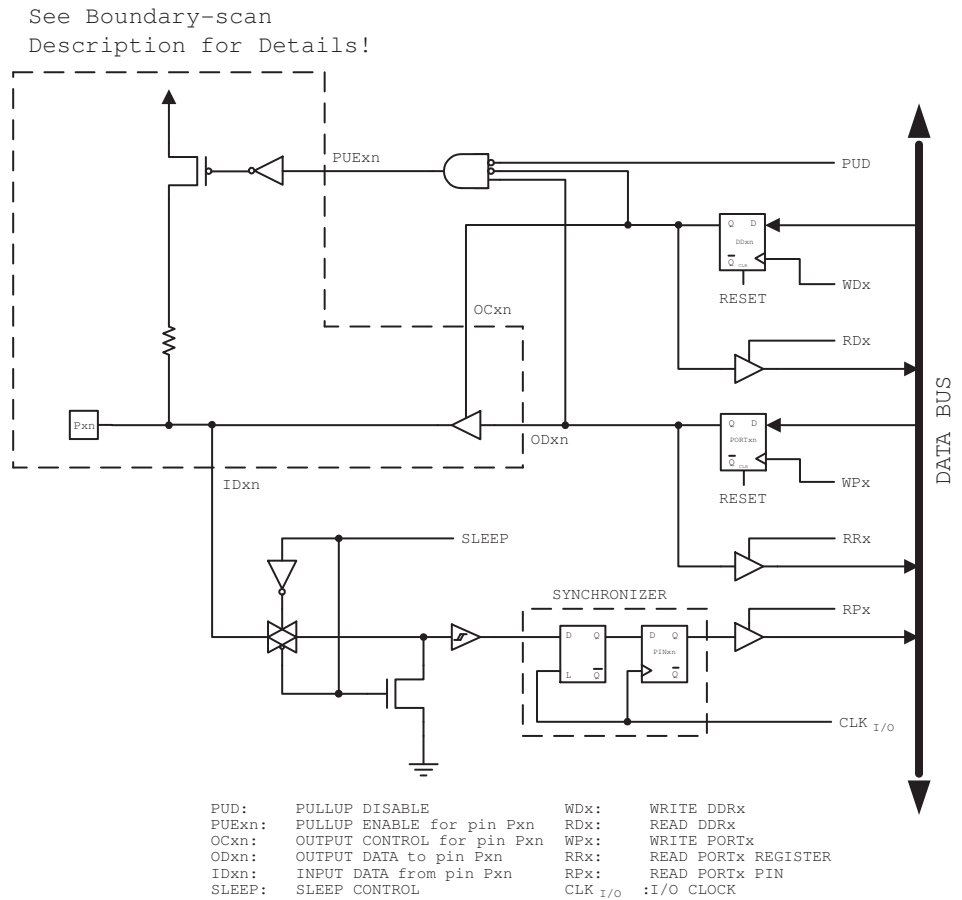 See Boundary-scan
Description for Details!
PUExn
PUD
Q D
DDxn
Q CLK
RESET
WDx
OCxn
RDx
Pxn
ODxn
Q D
PORTxn
Q CLK
RESET
WPx
IDxn
SLEEP
RRx
SYNCHRONIZER
RPx
D Q
L Q
D Q
PINxn
Q
CLK I/O
DATA BUS
PUD: PULLUP DISABLE WDx: WRITE DDRx
PUExn: PULLUP ENABLE for pin Pxn RDx: READ DDRx
OCxn: OUTPUT CONTROL for pin Pxn WPx: WRITE PORTx
ODxn: OUTPUT DATA to pin Pxn RRx: READ PORTx REGISTER
IDxn: INPUT DATA from pin Pxn RPx: READ PORTx PIN
SLEEP: SLEEP CONTROL CLK I/O :I/O CLOCK